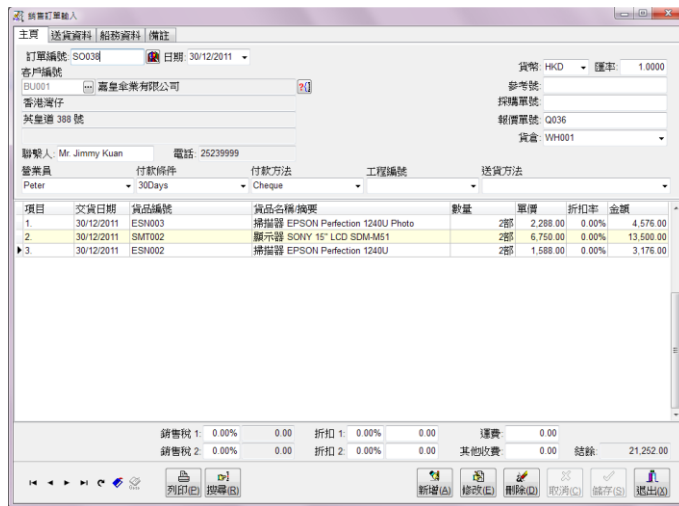 銷售訂單輸入
主頁 送貨資料 船務資料 備註
訂單編號: SO038 日期: 30/12/2011
貨幣: HKD 匯率: 1.0000
客戶編號
參考號:
BU001 ... 嘉皇傘業有限公司 ?{]
香港灣仔
採購單號:
英皇道 388 號
報價單號: Q036
貨倉: WH001
聯繫人: Mr. Jimmy Kuan 電話: 25239999
營業員 付款條件 付款方法 工程編號 送貨方法
Peter 30Days Cheque
項目 交貨日期 貨品編號 貨品名稱/摘要 數量 單價 折扣率 金額
1. 30/12/2011 ESN003 掃描器 EPSON Perfection 1240U Photo 2部 2,288.00 0.00% 4,576.00
2. 30/12/2011 SMT002 顯示器 SONY 15" LCD SDM-M51 2部 6,750.00 0.00% 13,500.00
3. 30/12/2011 ESN002 掃描器 EPSON Perfection 1240U 2部 1,588.00 0.00% 3,176.00
銷售稅 1: 0.00% 0.00 折扣 1: 0.00% 0.00 運費: 0.00
銷售稅 2: 0.00% 0.00 折扣 2: 0.00% 0.00 其他收費: 0.00 結餘: 21,252.00
列印(P) 搜尋(R) 新增(A) 修改(E) 刪除(D) 取消(C) 儲存(S) 退出(X)